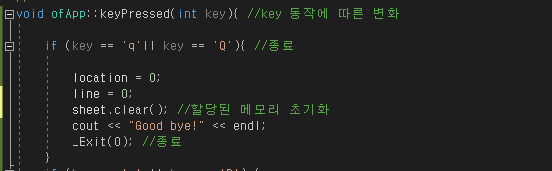 void ofApp::keyPressed(int key){ //key 동작에 따른 변화
if (key == 'q'|| key == 'Q'){ //종료
location = 0;
line = 0;
sheet.clear(); //할당된 메모리 초기화
cout << "Good bye!" << endl;
_Exit(0); //종료
}